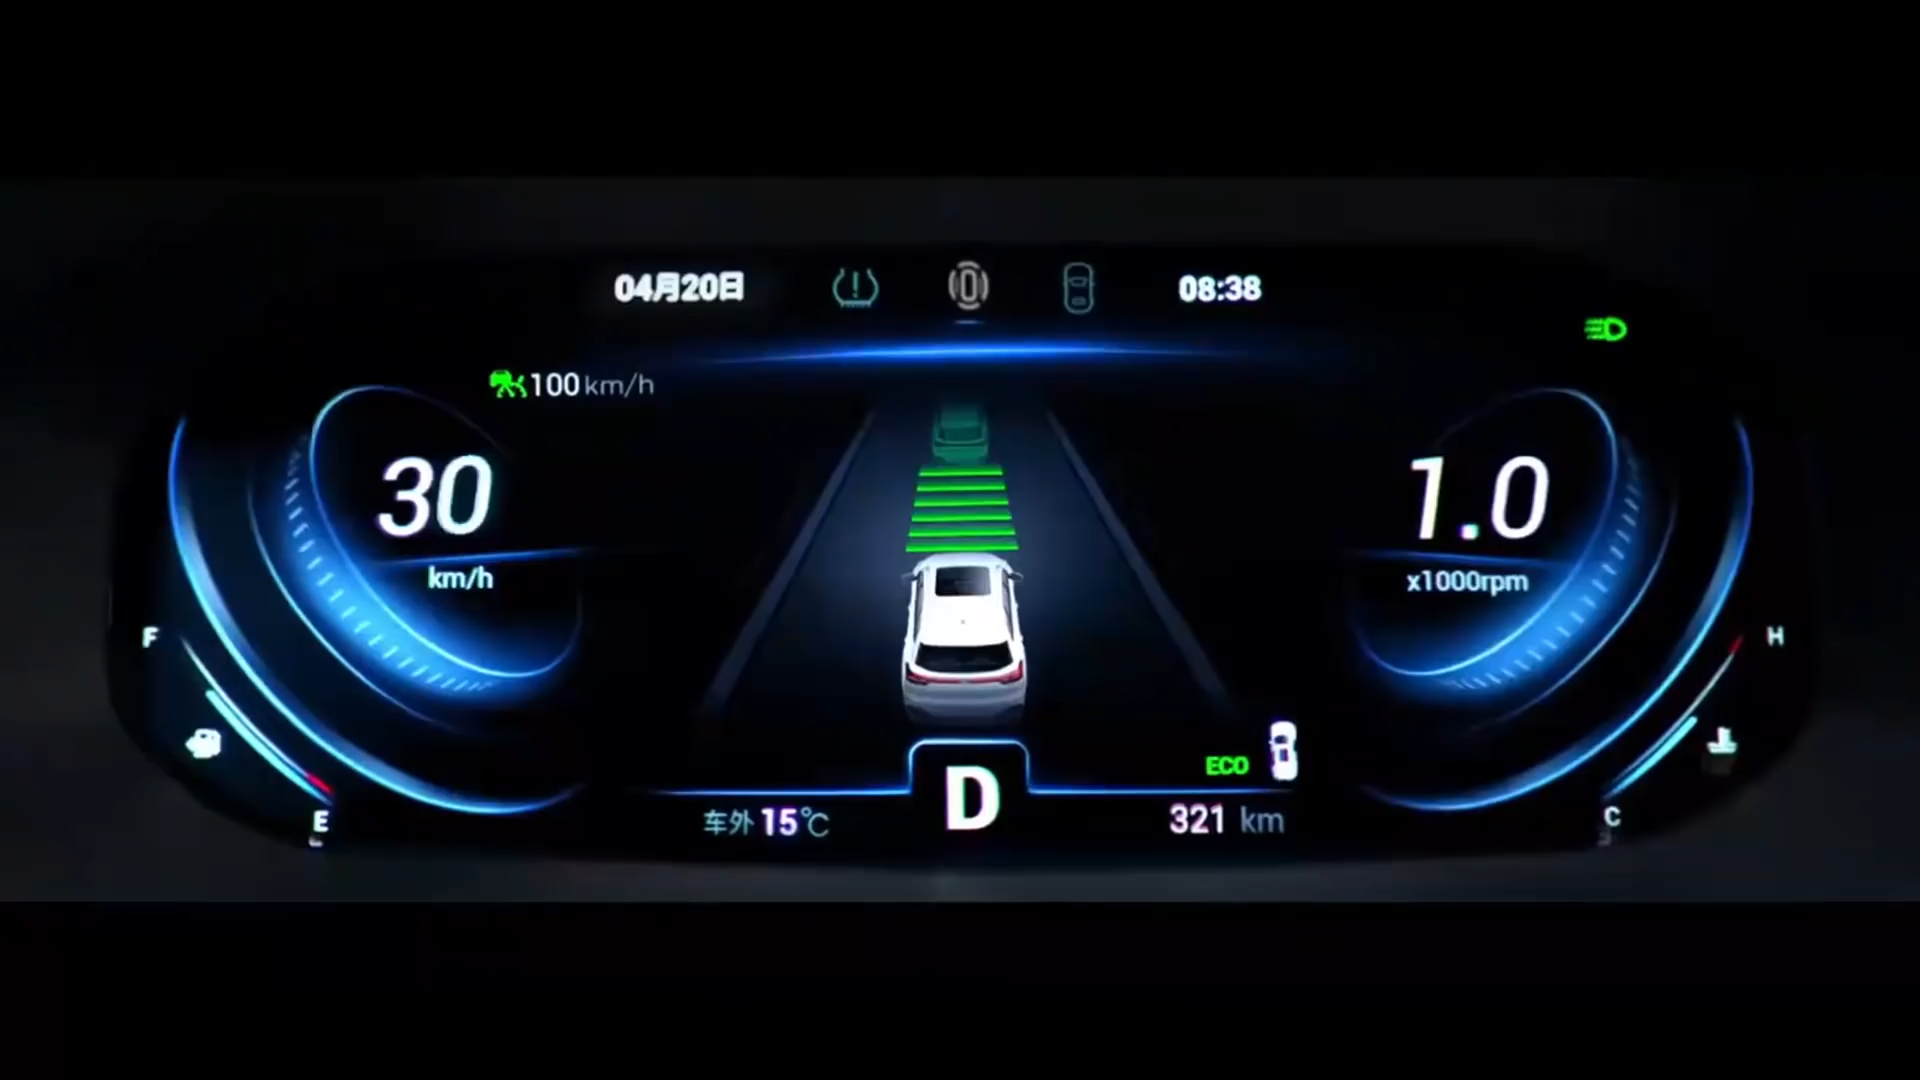 04月20日
08:38
100 km/h
30
km/h
1.0
x1000rpm
F
H
ECO
E
C
车外 15℃
D
321 km